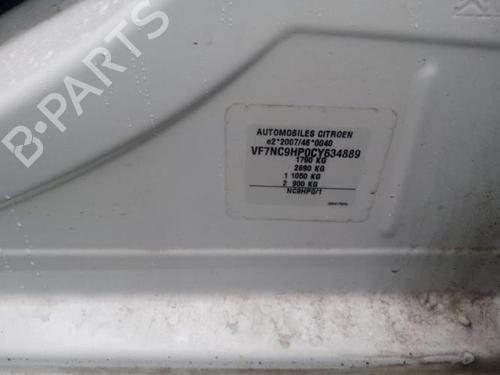 B-PARTS
AUTOMOBILES CITROEN
e2*2007/46*0040
VF7NC9HP0CY634889
1790 KG
2890 KG
1 1050 KG
2 900 KG
NC9HP0/1